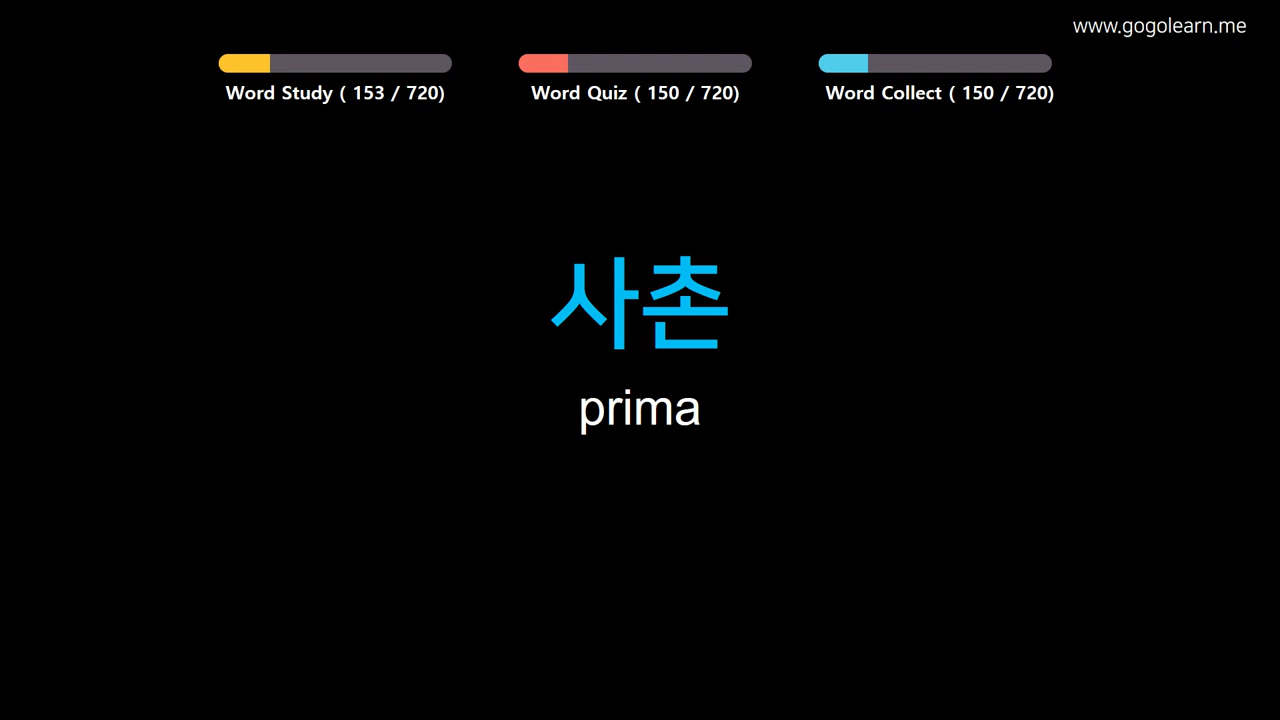 www.gogolearn.me
Word Study ( 153 / 720)
Word Quiz ( 150 / 720)
Word Collect ( 150 / 720)
사촌
prima